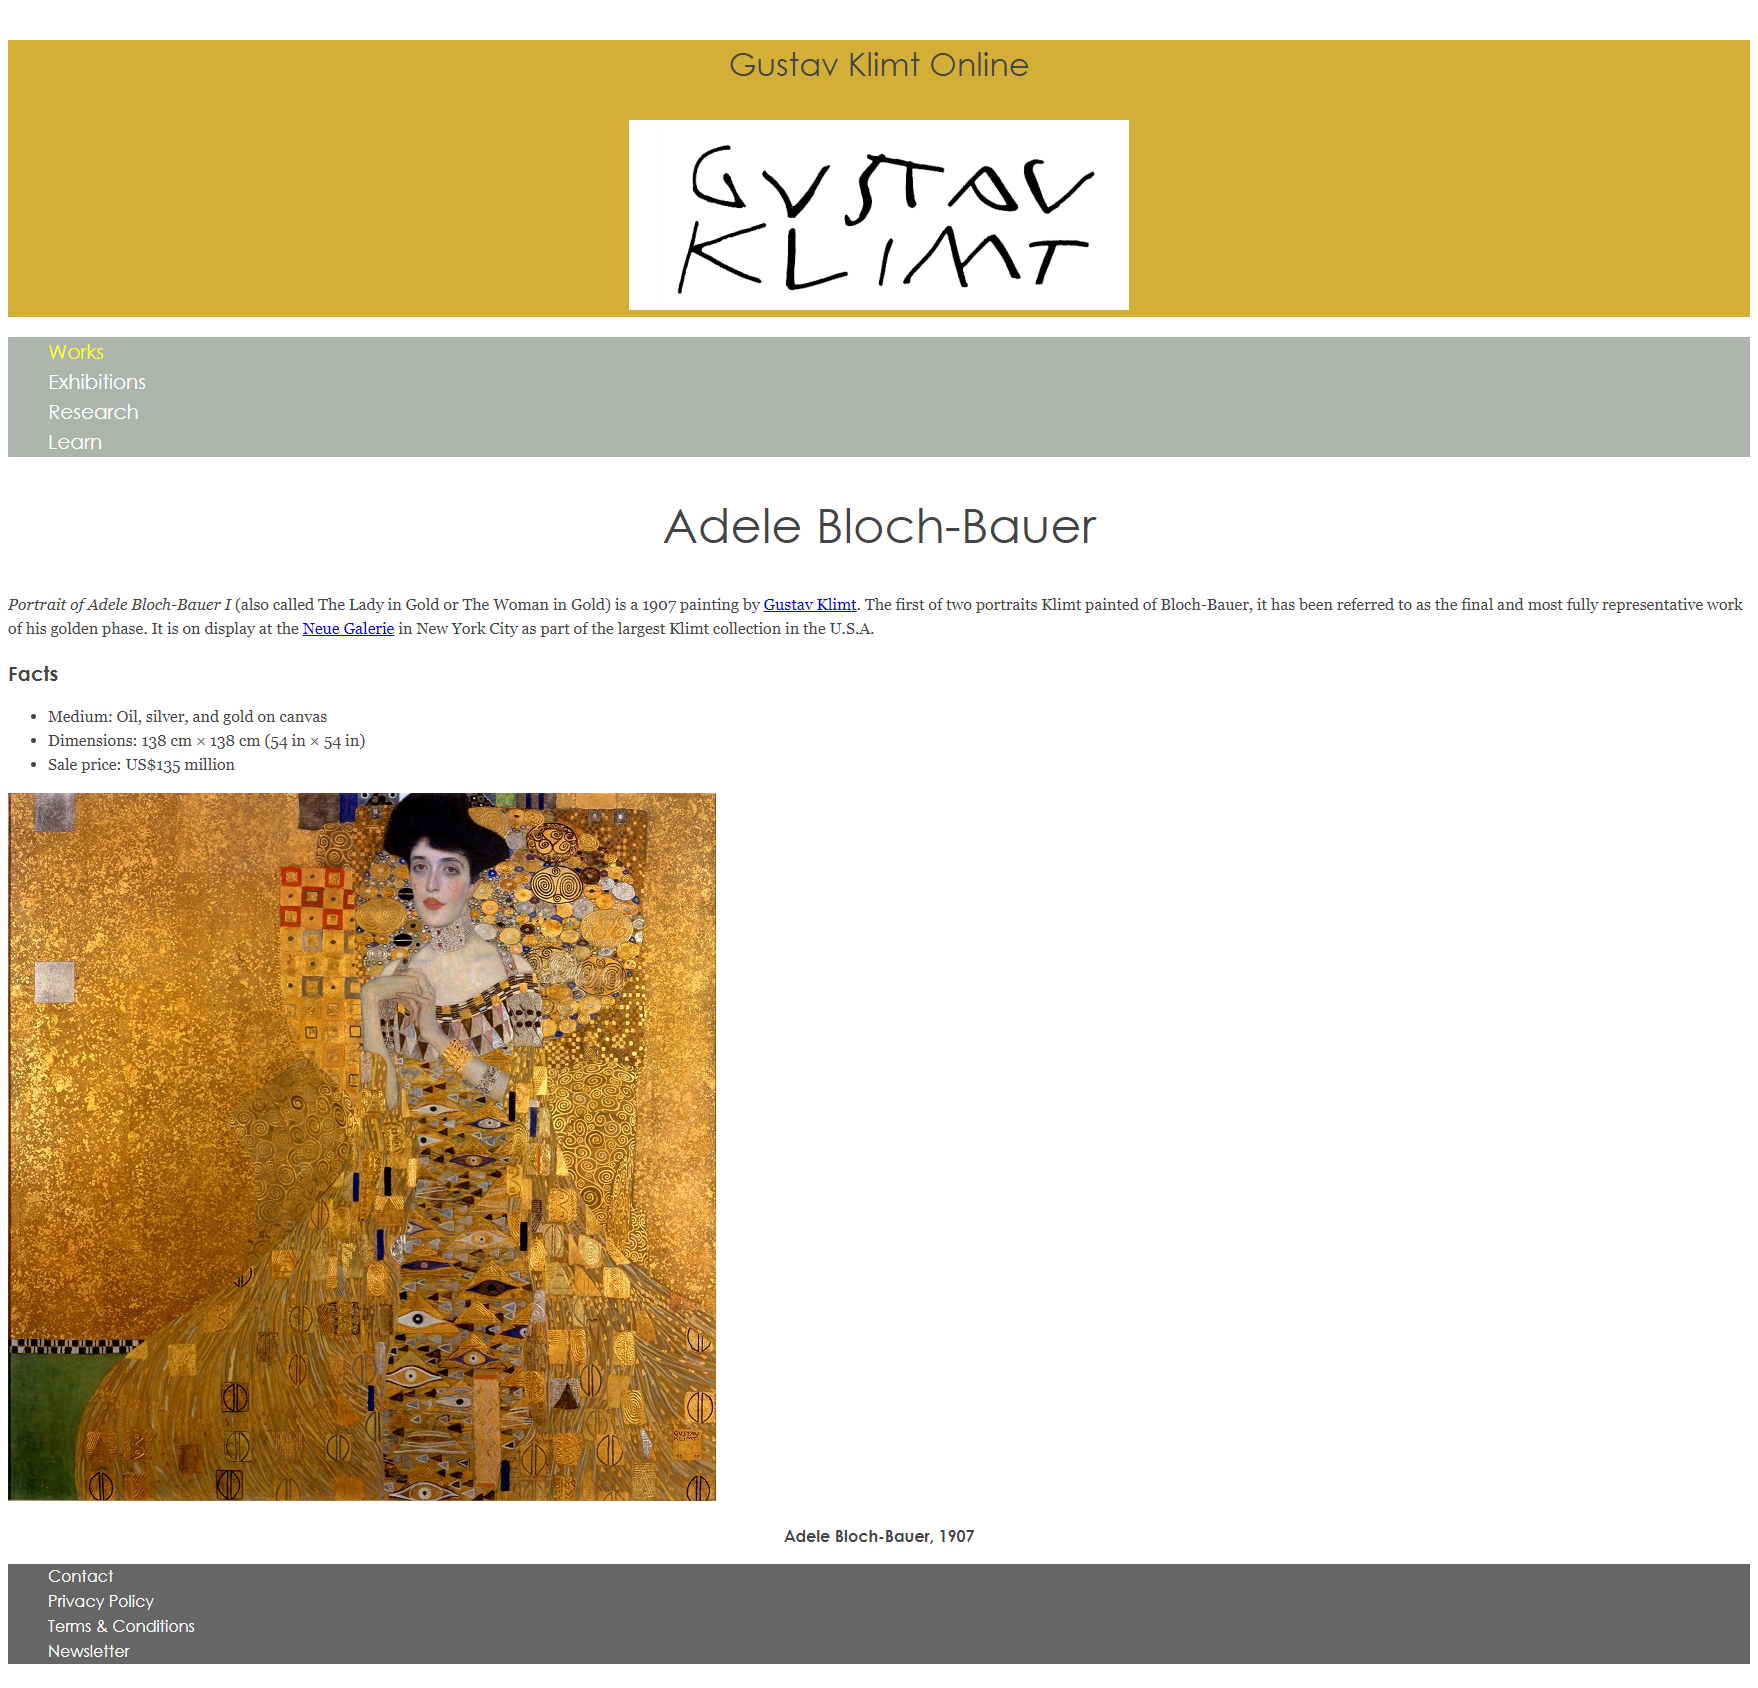 Gustav Klimt Online
GUSTAV
KLIMT
Works
Exhibitions
Research
Learn
Adele Bloch-Bauer
Portrait of Adele Bloch-Bauer I (also called The Lady in Gold or The Woman in Gold) is a 1907 painting by Gustav Klimt. The first of two portraits Klimt painted of Bloch-Bauer, it has been referred to as the final and most fully representative work
of his golden phase. It is on display at the Neue Galerie in New York City as part of the largest Klimt collection in the U.S.A.
Facts
• Medium: Oil, silver, and gold on canvas
• Dimensions: 138 cm × 138 cm (54 in × 54 in)
• Sale price: US$135 million
GUSTAV
KLIMT
Adele Bloch-Bauer, 1907
Contact
Privacy Policy
Terms & Conditions
Newsletter